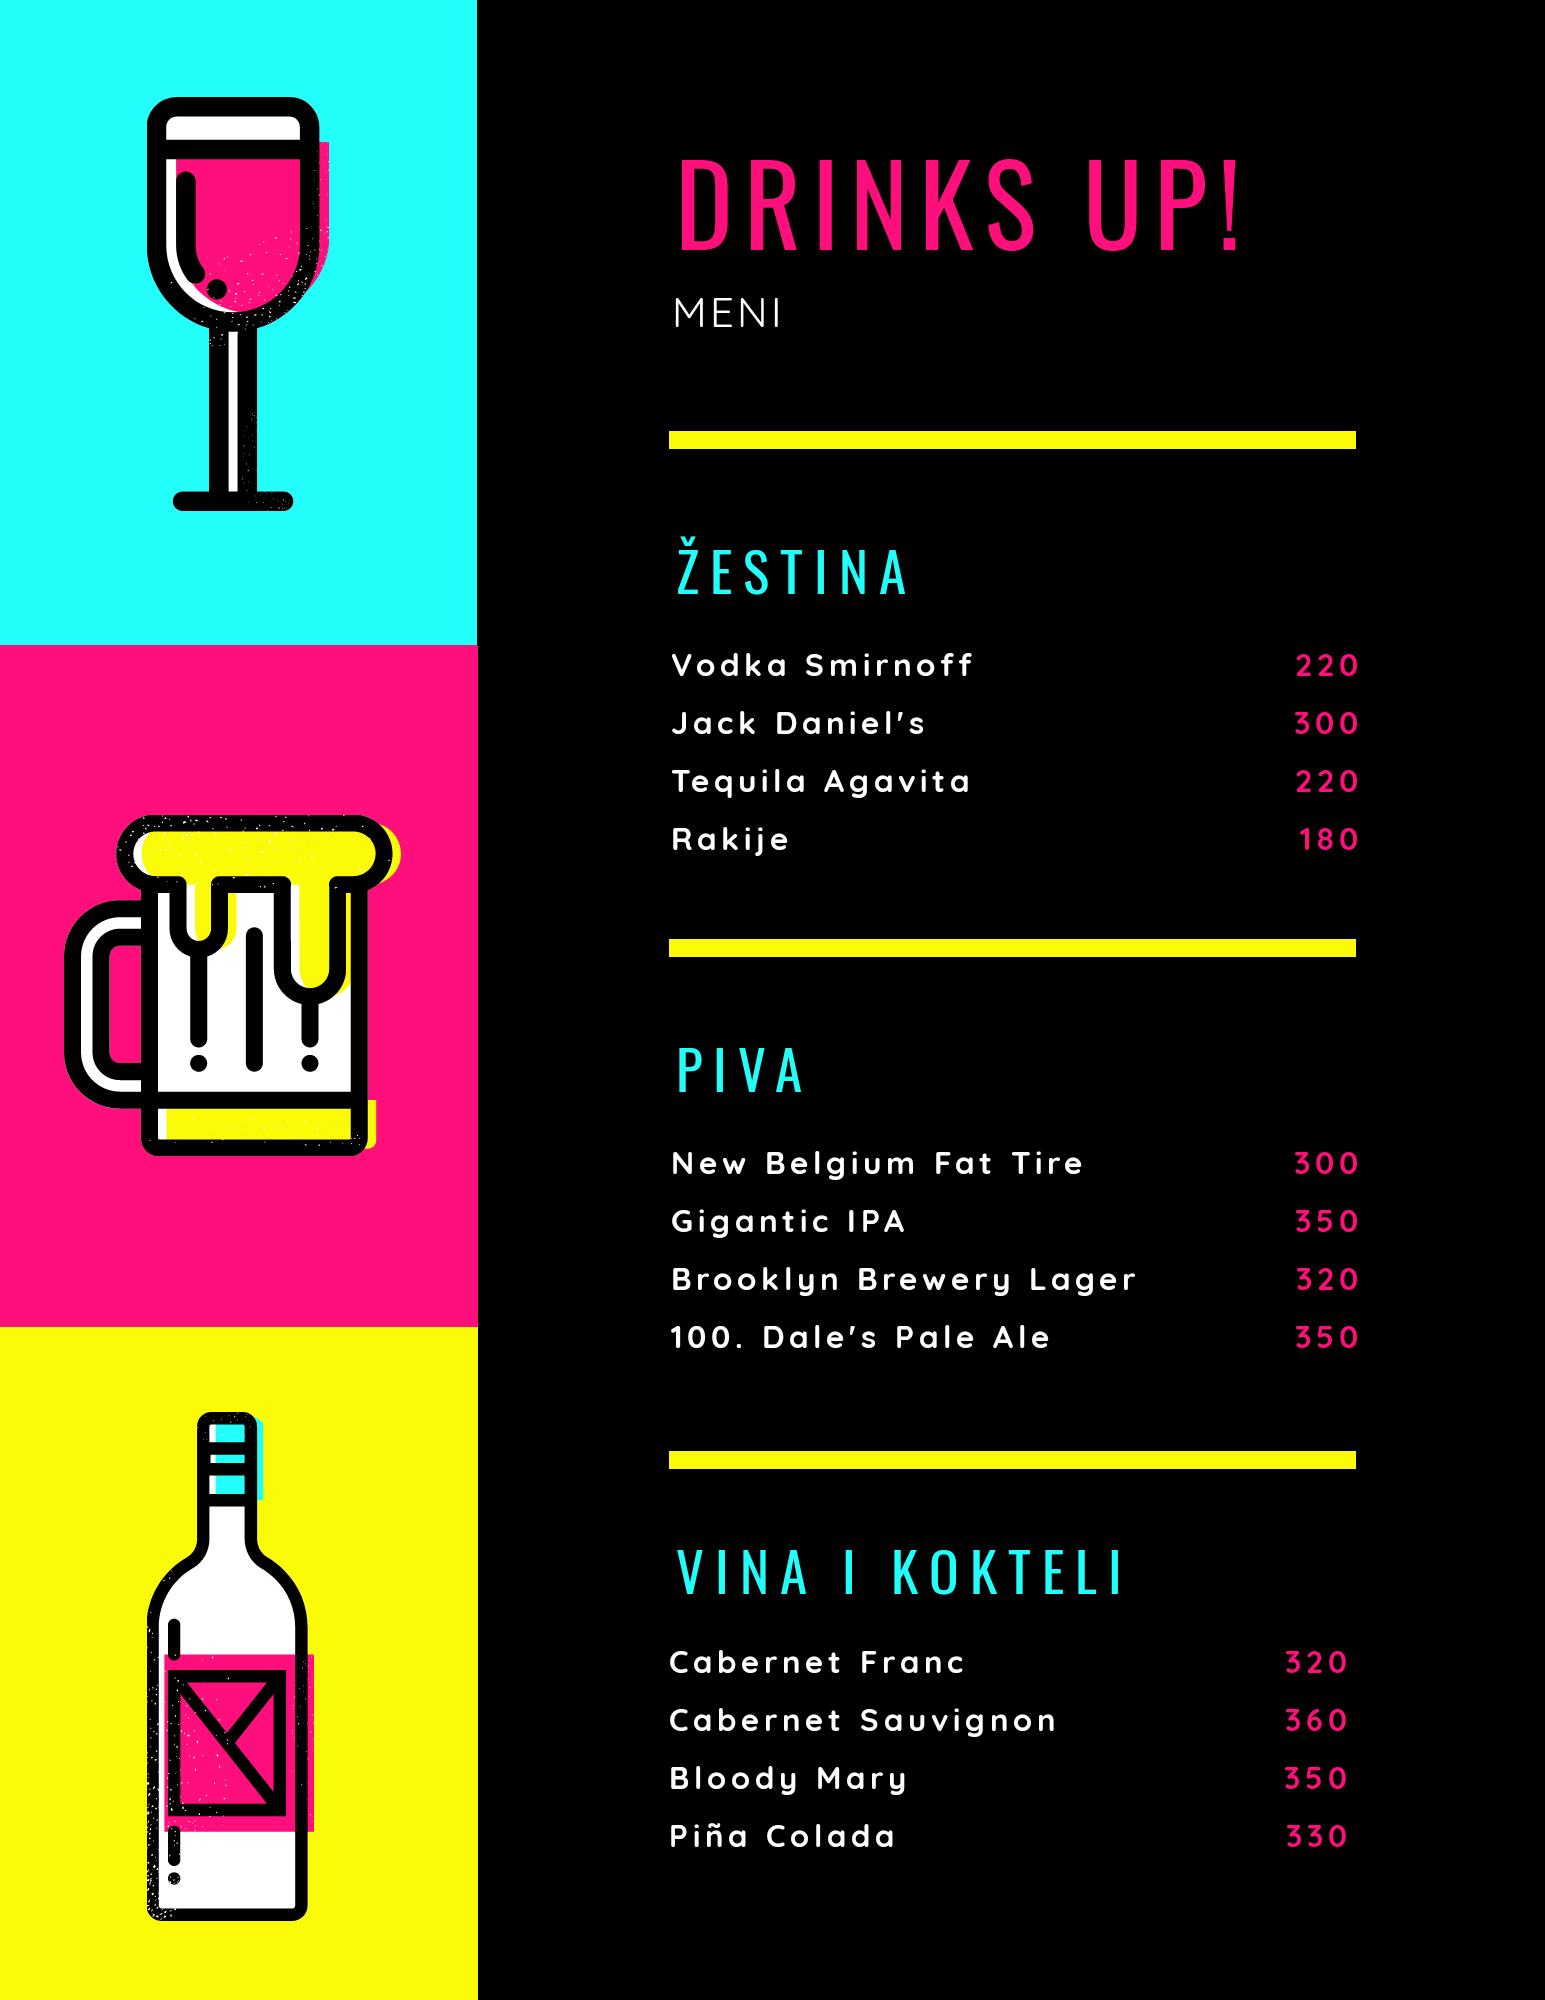 DRINKS UP!
MENI
ŽESTINA
Vodka Smirnoff 220
Jack Daniel's 300
Tequila Agavita 220
Rakije 180
PIVA
New Belgium Fat Tire 300
Gigantic IPA 350
Brooklyn Brewery Lager 320
100. Dale's Pale Ale 350
VINA I KOKTELI
Cabernet Franc 320
Cabernet Sauvignon 360
Bloody Mary 350
Piña Colada 330